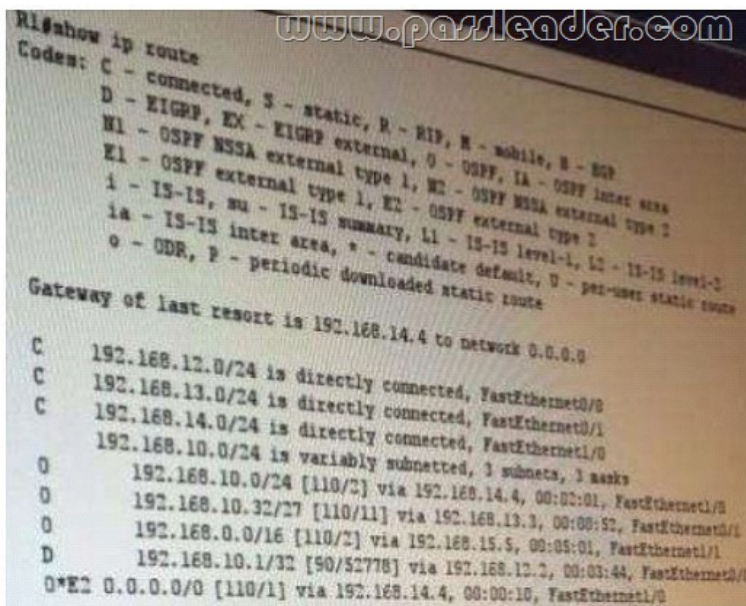 www.passleader.com
R1#show ip route
Codes: C - connected, S - static, R - RIP, M - mobile, B - BGP
D - EIGRP, EX - EIGRP external, O - OSPF, IA - OSPF inter area
N1 - OSPF NSSA external type 1, N2 - OSPF NSSA external type 2
E1 - OSPF external type 1, E2 - OSPF external type 2
i - IS-IS, su - IS-IS summary, L1 - IS-IS level-1, L2 - IS-IS level-2
ia - IS-IS inter area, * - candidate default, U - per-user static route
o - ODR, P - periodic downloaded static route
Gateway of last resort is 192.168.14.4 to network 0.0.0.0
C 192.168.12.0/24 is directly connected, FastEthernet0/0
C 192.168.13.0/24 is directly connected, FastEthernet0/1
C 192.168.14.0/24 is directly connected, FastEthernet1/0
192.168.10.0/24 is variably subnetted, 3 subnets, 3 masks
O 192.168.10.0/24 [110/2] via 192.168.14.4, 00:02:01, FastEthernet1/0
O 192.168.10.32/27 [110/11] via 192.168.13.3, 00:00:52, FastEthernet0/1
O 192.168.0.0/16 [110/2] via 192.168.15.5, 00:05:01, FastEthernet1/1
D 192.168.10.1/32 [90/52778] via 192.168.12.2, 00:03:44, FastEthernet0/0
O*E2 0.0.0.0/0 [110/1] via 192.168.14.4, 00:00:10, FastEthernet1/0